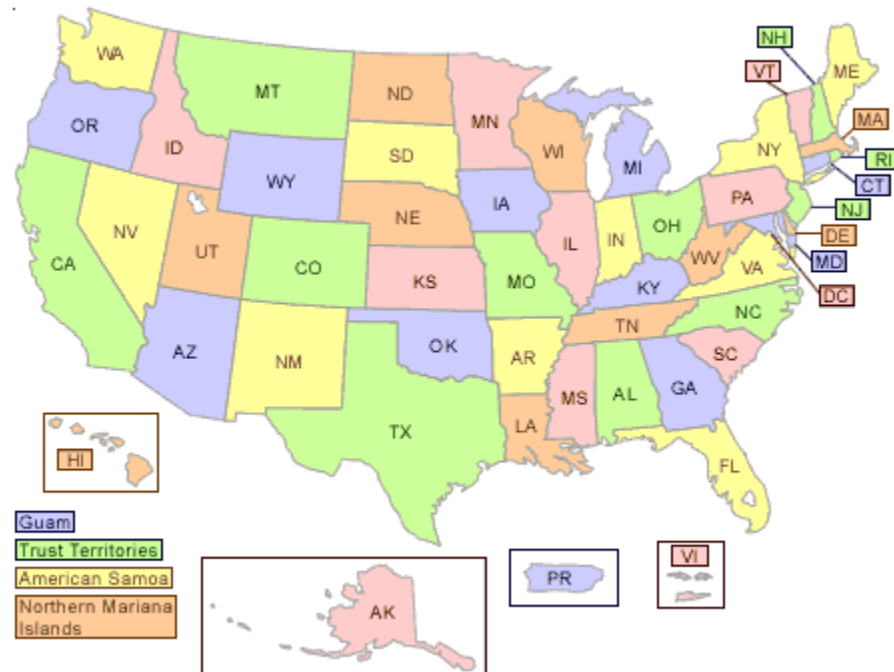 WA
NH
VT
ME
MT
ND
MN
OR
MA
ID
SD
WI
NY
RI
MI
CT
WY
IA
PA
NJ
NE
OH
NV
IL
IN
DE
UT
WV
MD
CA
CO
VA
KS
MO
KY
DC
NC
TN
AZ
OK
NM
AR
SC
MS
AL
GA
TX
LA
HI
FL
Guam
Trust Territories
American Samoa
Northern Mariana
Islands
AK
PR
VI